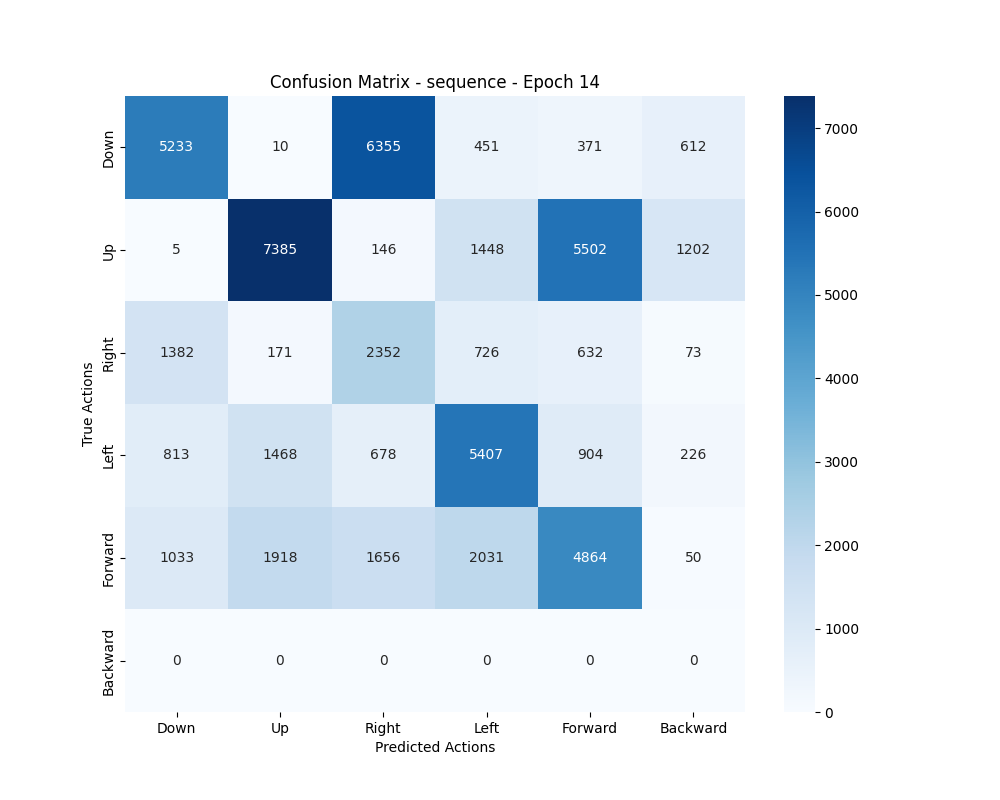 Confusion Matrix - sequence - Epoch 14
Down 5233 10 6355 451 371 612
Up 5 7385 146 1448 5502 1202
Right 1382 171 2352 726 632 73
Left 813 1468 678 5407 904 226
Forward 1033 1918 1656 2031 4864 50
Backward 0 0 0 0 0 0
True Actions
Down Up Right Left Forward Backward
Predicted Actions
7000
6000
5000
4000
3000
2000
1000
0